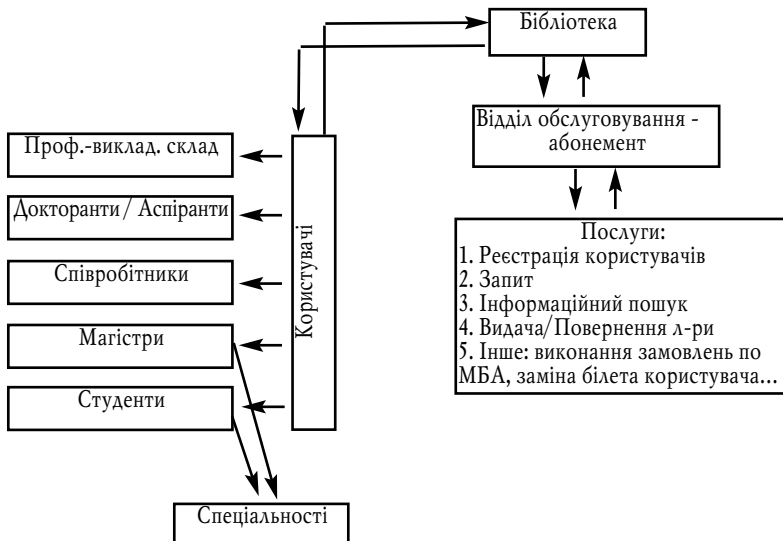 Бібліотека
Відділ обслуговування -
абонемент
Послуги:
1. Реєстрація користувачів
2. Запит
3. Інформаційний пошук
4. Видача/Повернення л-ри
5. Інше: виконання замовлень по
МБА, заміна білета користувача...
Користувачі
Проф.-виклад. склад
Докторанти/ Аспіранти
Співробітники
Магістри
Студенти
Спеціальності